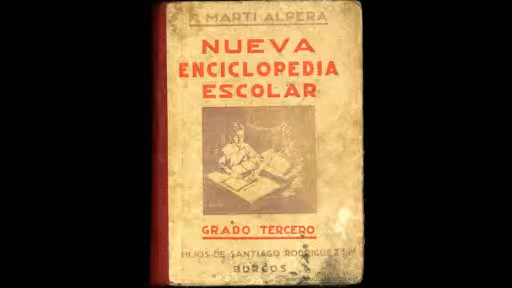 F. MARTI ALPERA
NUEVA
ENCICLOPEDIA
ESCOLAR
GRADO TERCERO
HIJOS DE SANTIAGO RODRIGUEZ
BURGOS